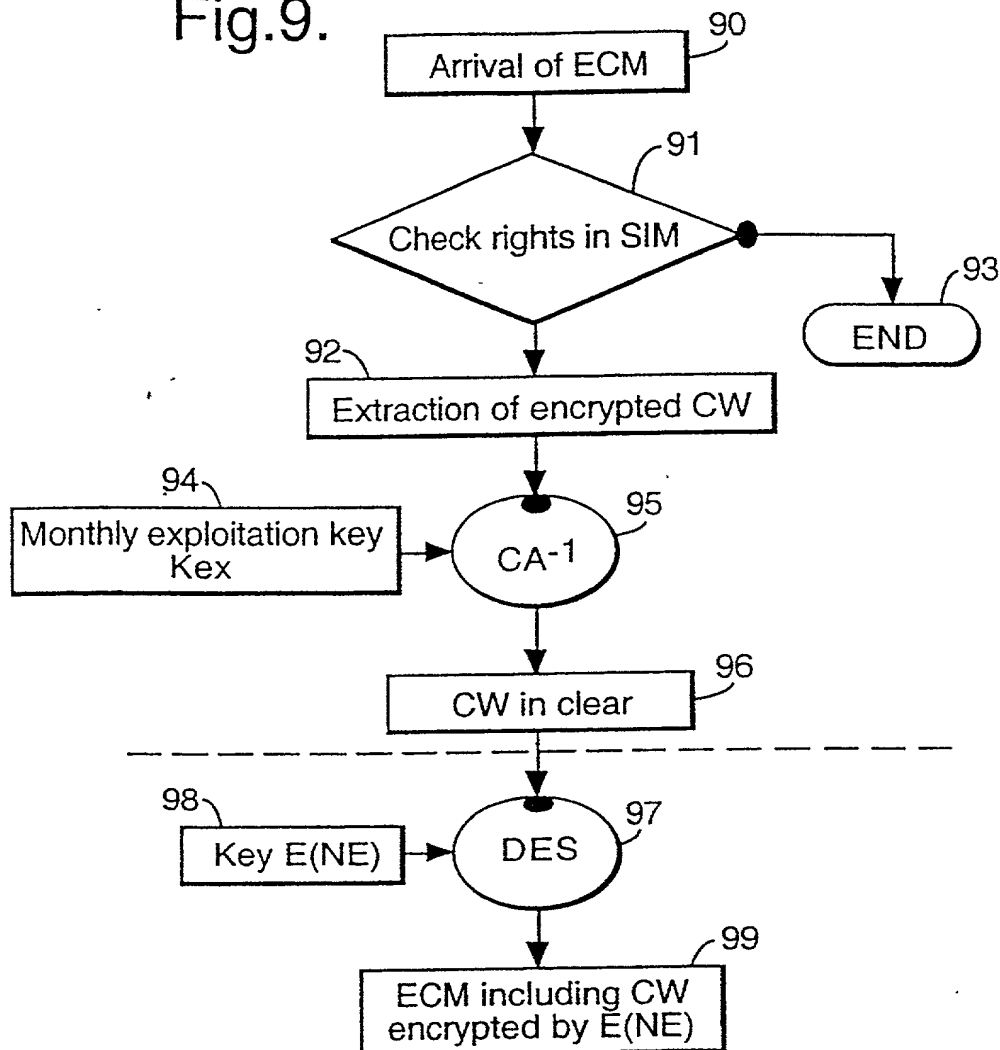 Fig.9.
90
Arrival of ECM
91
Check rights in SIM
93
END
92
Extraction of encrypted CW
94
Monthly exploitation key
Kex
95
CA-1
96
CW in clear
98
Key E(NE)
97
DES
99
ECM including CW
encrypted by E(NE)